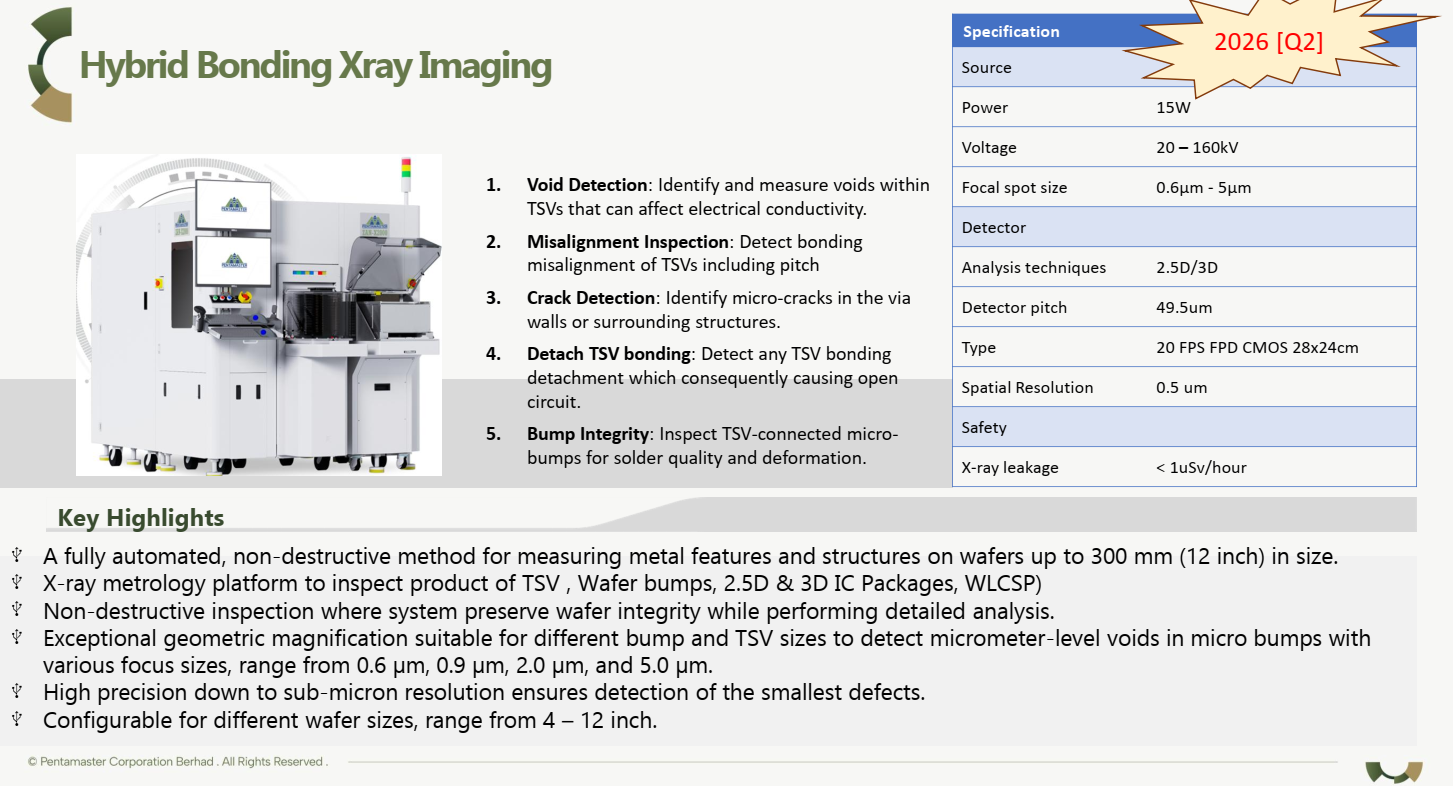 Hybrid Bonding Xray Imaging
1. Void Detection: Identify and measure voids within
TSVs that can affect electrical conductivity.
2. Misalignment Inspection: Detect bonding
misalignment of TSVs including pitch
3. Crack Detection: Identify micro-cracks in the via
walls or surrounding structures.
4. Detach TSV bonding: Detect any TSV bonding
detachment which consequently causing open
circuit.
5. Bump Integrity: Inspect TSV-connected micro-
bumps for solder quality and deformation.
Specification
2026 [Q2]
Source
Power 15W
Voltage 20 – 160kV
Focal spot size 0.6µm - 5µm
Detector
Analysis techniques 2.5D/3D
Detector pitch 49.5um
Type 20 FPS FPD CMOS 28x24cm
Spatial Resolution 0.5 um
Safety
X-ray leakage < 1uSv/hour
PENTAMASTER
PENTAMASTER
Key Highlights
A fully automated, non-destructive method for measuring metal features and structures on wafers up to 300 mm (12 inch) in size.
X-ray metrology platform to inspect product of TSV , Wafer bumps, 2.5D & 3D IC Packages, WLCSP)
Non-destructive inspection where system preserve wafer integrity while performing detailed analysis.
Exceptional geometric magnification suitable for different bump and TSV sizes to detect micrometer-level voids in micro bumps with
various focus sizes, range from 0.6 µm, 0.9 µm, 2.0 µm, and 5.0 µm.
High precision down to sub-micron resolution ensures detection of the smallest defects.
Configurable for different wafer sizes, range from 4 – 12 inch.
© Pentamaster Corporation Berhad . All Rights Reserved .